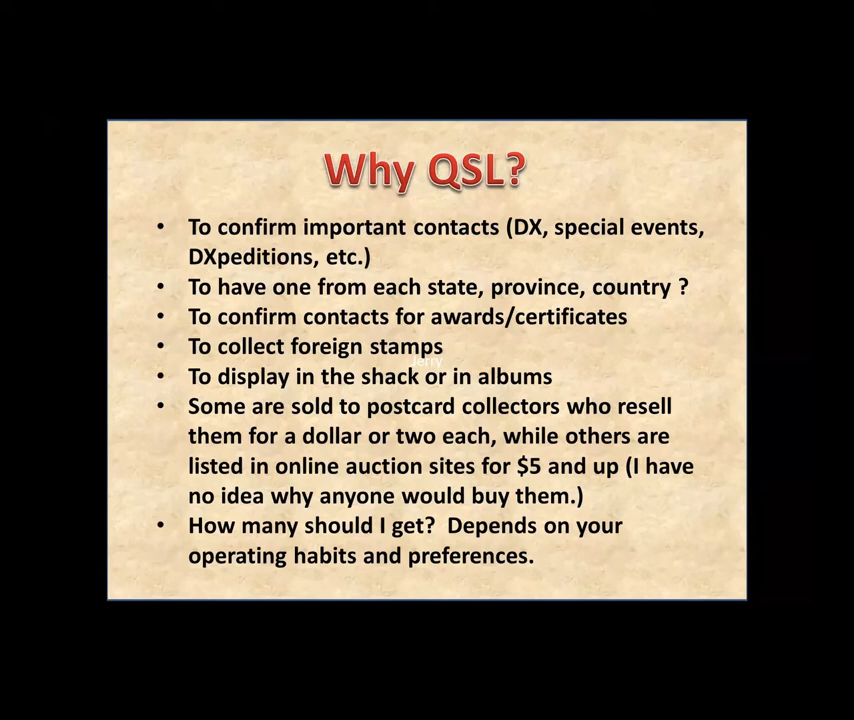 Why QSL?
• To confirm important contacts (DX, special events,
DXpeditions, etc.)
• To have one from each state, province, country ?
• To confirm contacts for awards/certificates
• To collect foreign stamps
Jerry
• To display in the shack or in albums
• Some are sold to postcard collectors who resell
them for a dollar or two each, while others are
listed in online auction sites for $5 and up (I have
no idea why anyone would buy them.)
• How many should I get?  Depends on your
operating habits and preferences.